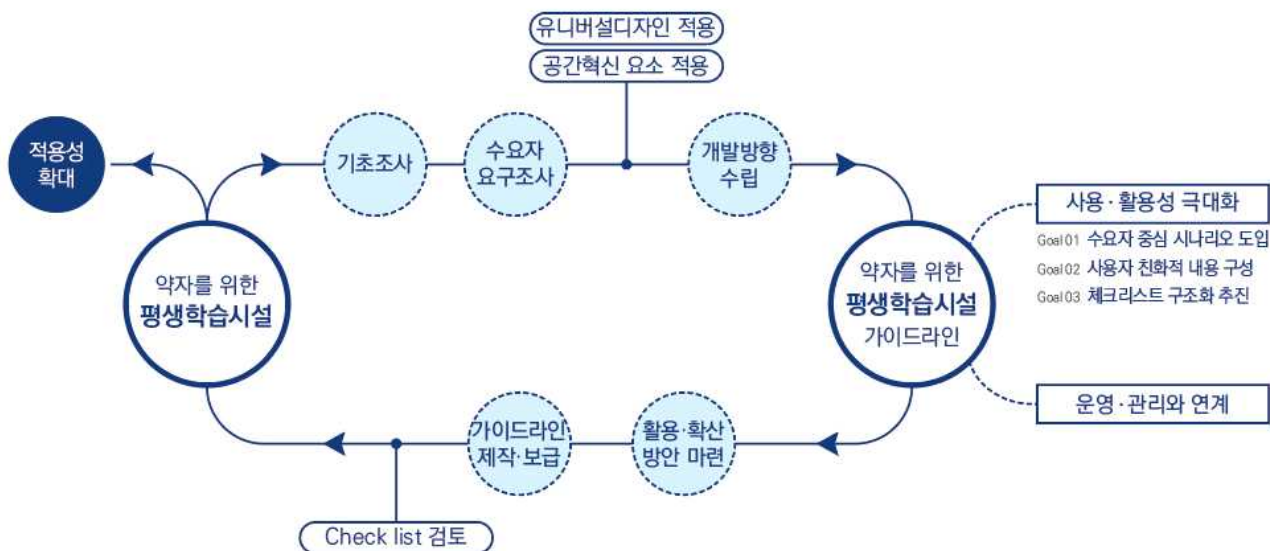 유니버설디자인 적용
공간혁신 요소 적용
적용성
확대
기초조사
수요자
요구조사
개발방향
수립
약자를 위한
평생학습시설
약자를 위한
평생학습시설
가이드라인
사용·활용성 극대화
Goal 01 수요자 중심 시나리오 도입
Goal 02 사용자 친화적 내용 구성
Goal 03 체크리스트 구조화 추진
운영·관리와 연계
가이드라인
제작·보급
활용·확산
방안 마련
Check list 검토